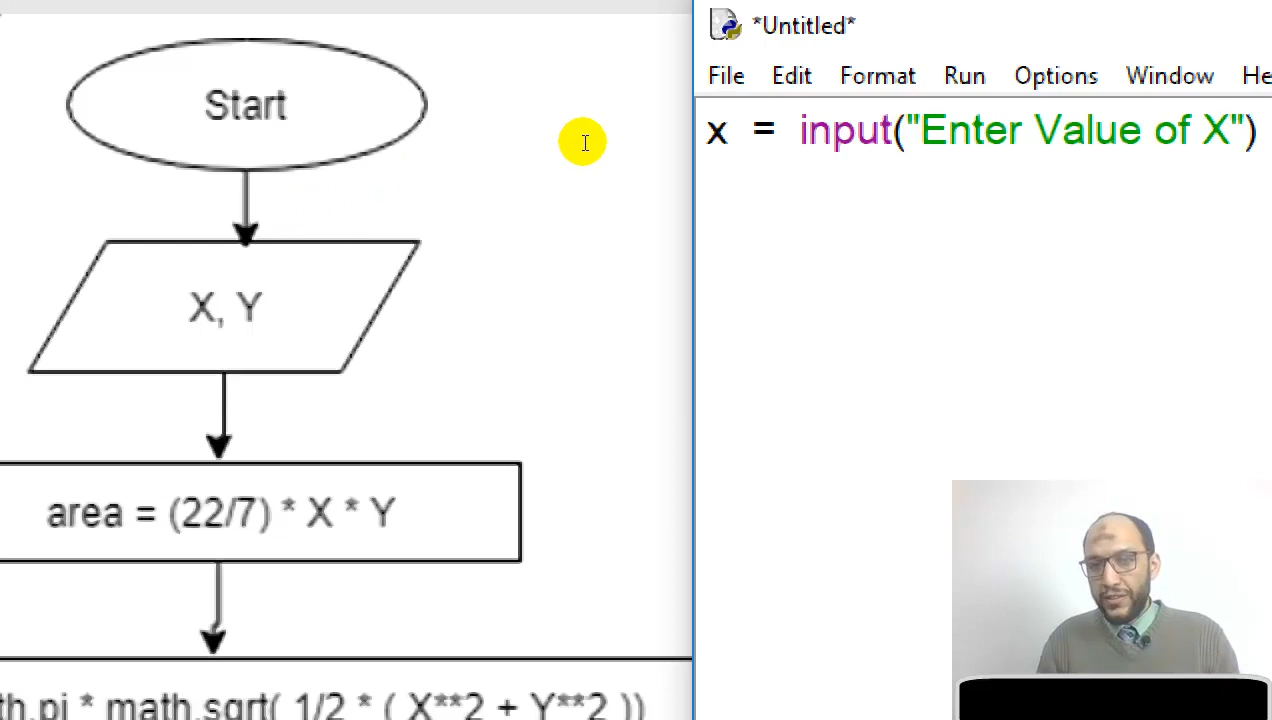 Start
X, Y
area = (22/7) * X * Y
th.pi * math.sqrt( 1/2 * ( X**2 + Y**2 ))
*Untitled*
File Edit Format Run Options Window He
x = input("Enter Value of X")